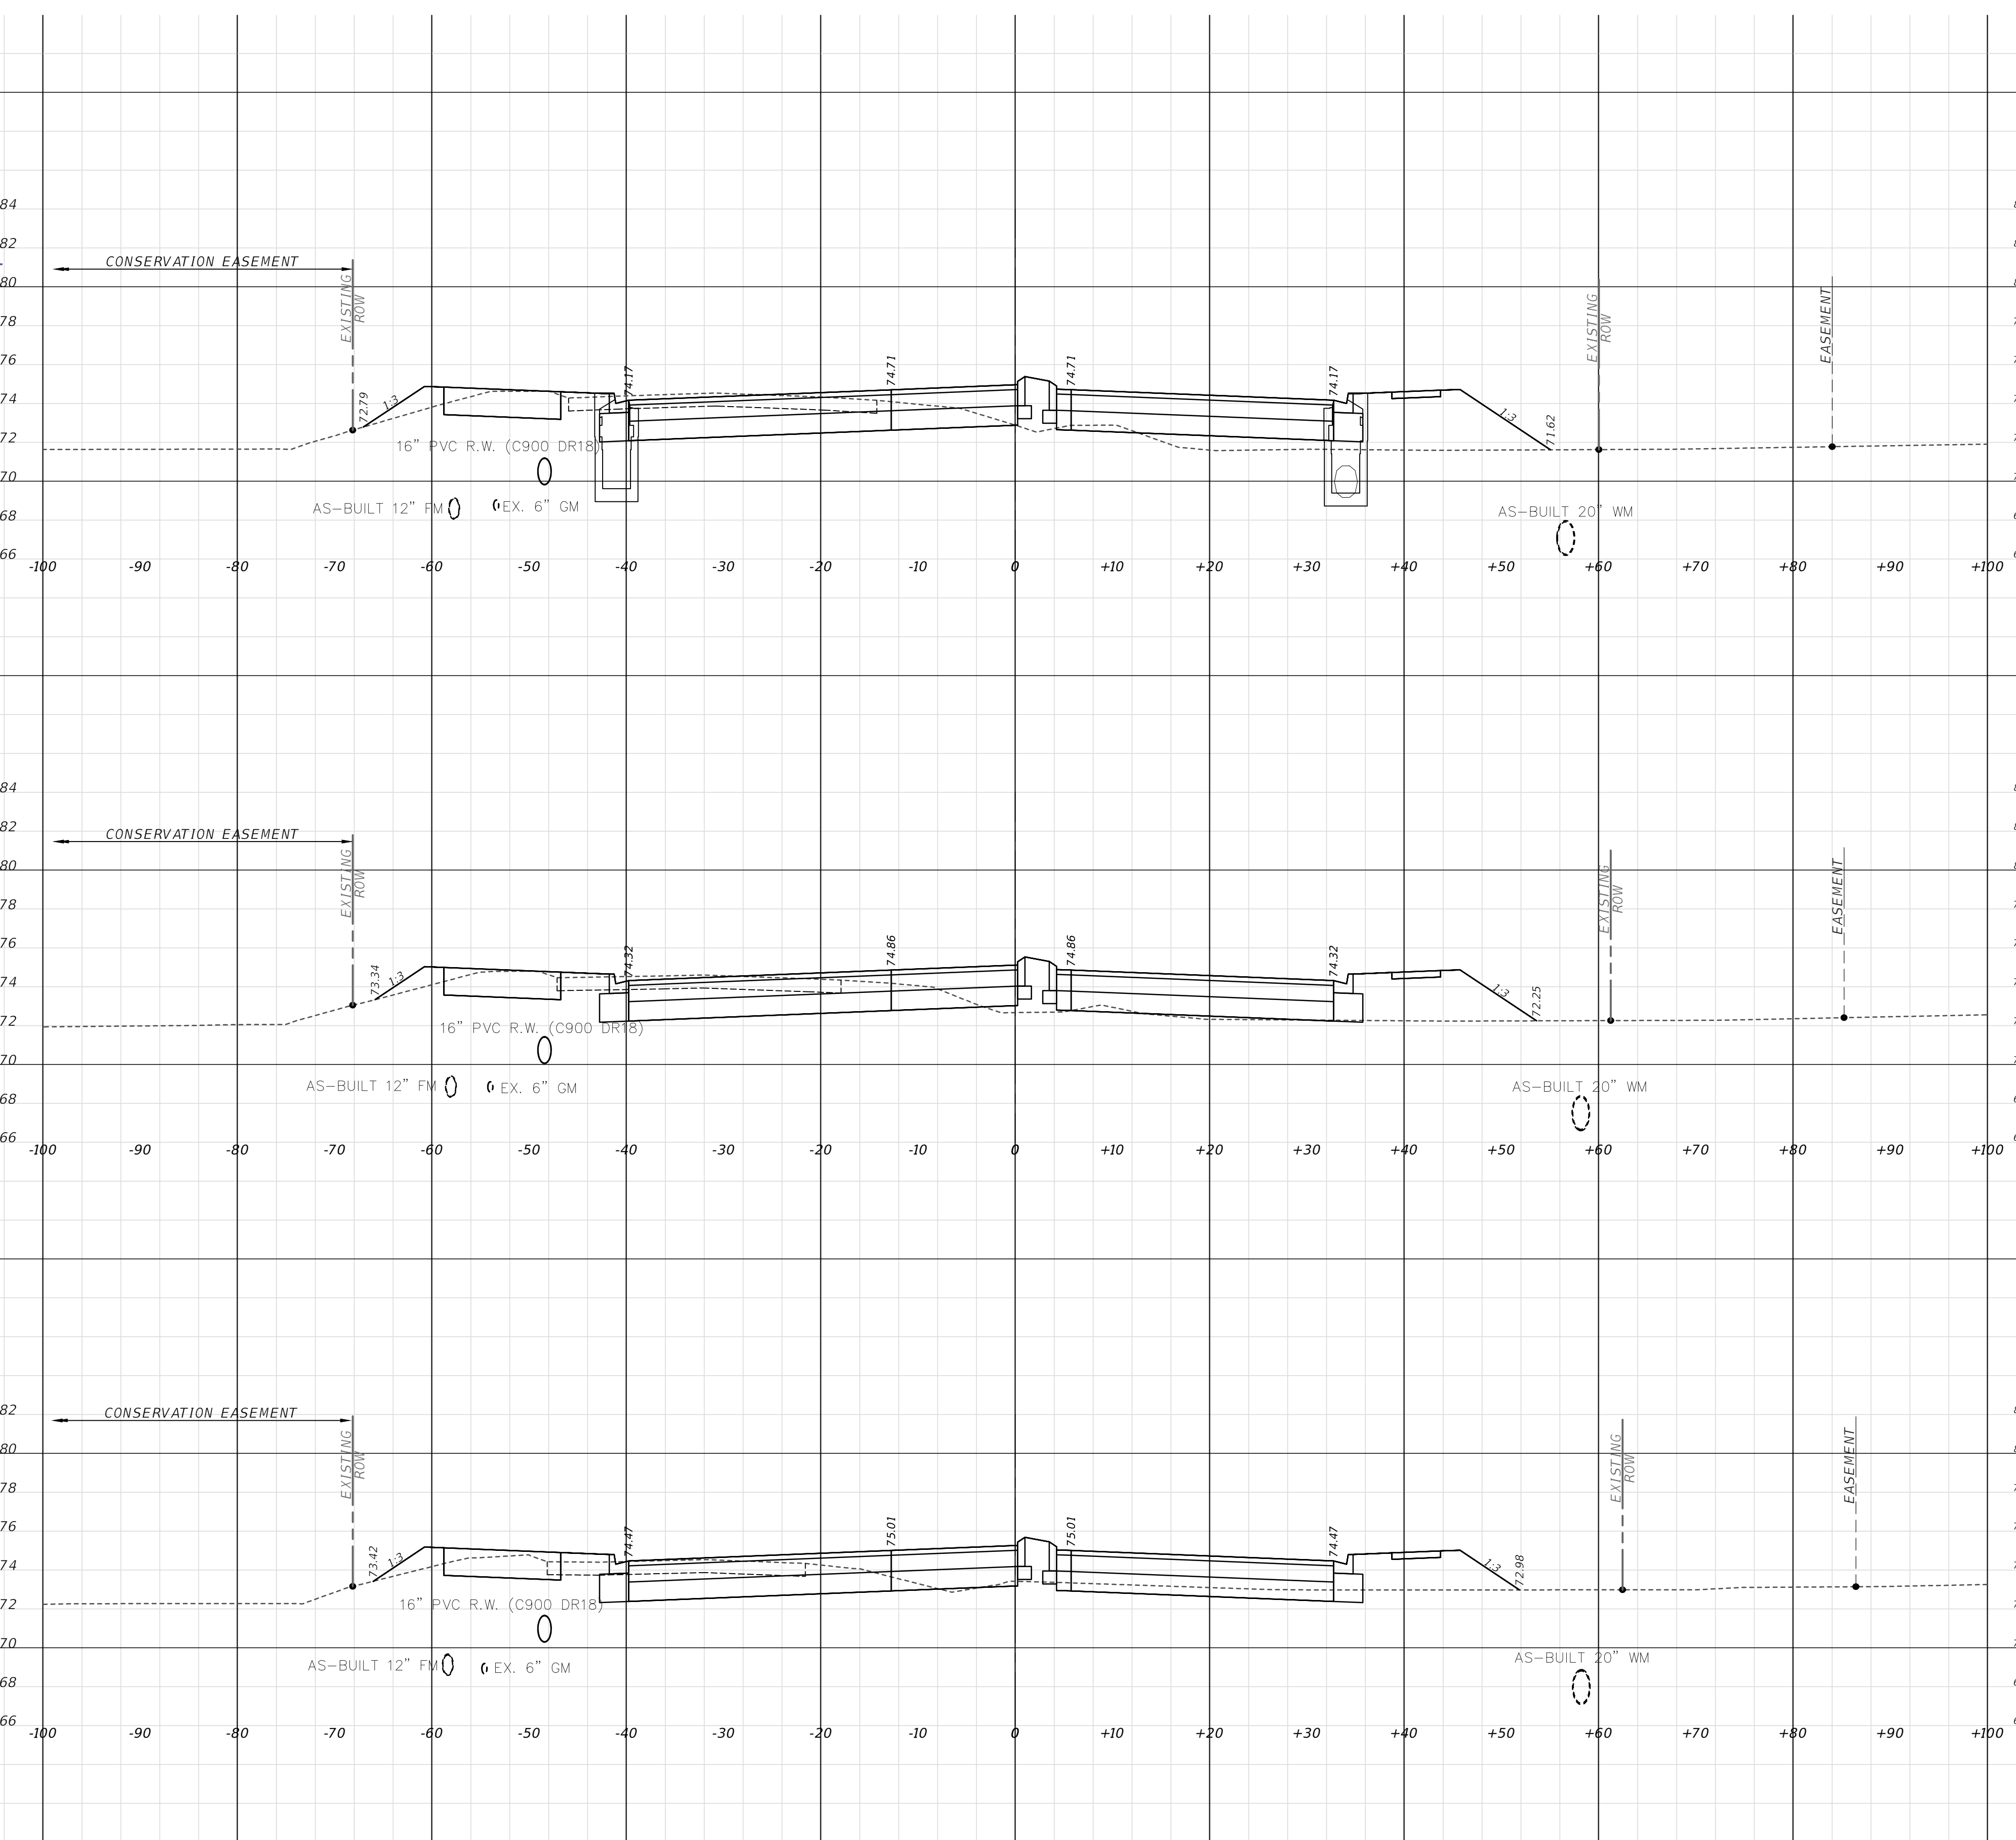 84
82
CONSERVATION EASEMENT
80
EXISTING
ROW
EXISTING
ROW
EASEMENT
78
76
74.17
74.71
74.71
74.17
74
72.79
1:3
1:3
71.62
72
16” PVC R.W. (C900 DR18)
70
AS-BUILT 12” FM
EX. 6” GM
AS-BUILT 20” WM
68
66
-100 -90 -80 -70 -60 -50 -40 -30 -20 -10 0 +10 +20 +30 +40 +50 +60 +70 +80 +90 +100
84
82
CONSERVATION EASEMENT
80
EXISTING
ROW
EXISTING
ROW
EASEMENT
78
76
74.32
74.86
74.86
74.32
74
73.34
1:3
1:3
72.25
72
16” PVC R.W. (C900 DR18)
70
AS-BUILT 12” FM
EX. 6” GM
AS-BUILT 20” WM
68
66
-100 -90 -80 -70 -60 -50 -40 -30 -20 -10 0 +10 +20 +30 +40 +50 +60 +70 +80 +90 +100
82
CONSERVATION EASEMENT
80
EXISTING
ROW
EXISTING
ROW
EASEMENT
78
76
74.47
75.01
75.01
74.47
74
73.42
1:3
1:3
72.98
72
16” PVC R.W. (C900 DR18)
70
AS-BUILT 12” FM
EX. 6” GM
AS-BUILT 20” WM
68
66
-100 -90 -80 -70 -60 -50 -40 -30 -20 -10 0 +10 +20 +30 +40 +50 +60 +70 +80 +90 +100